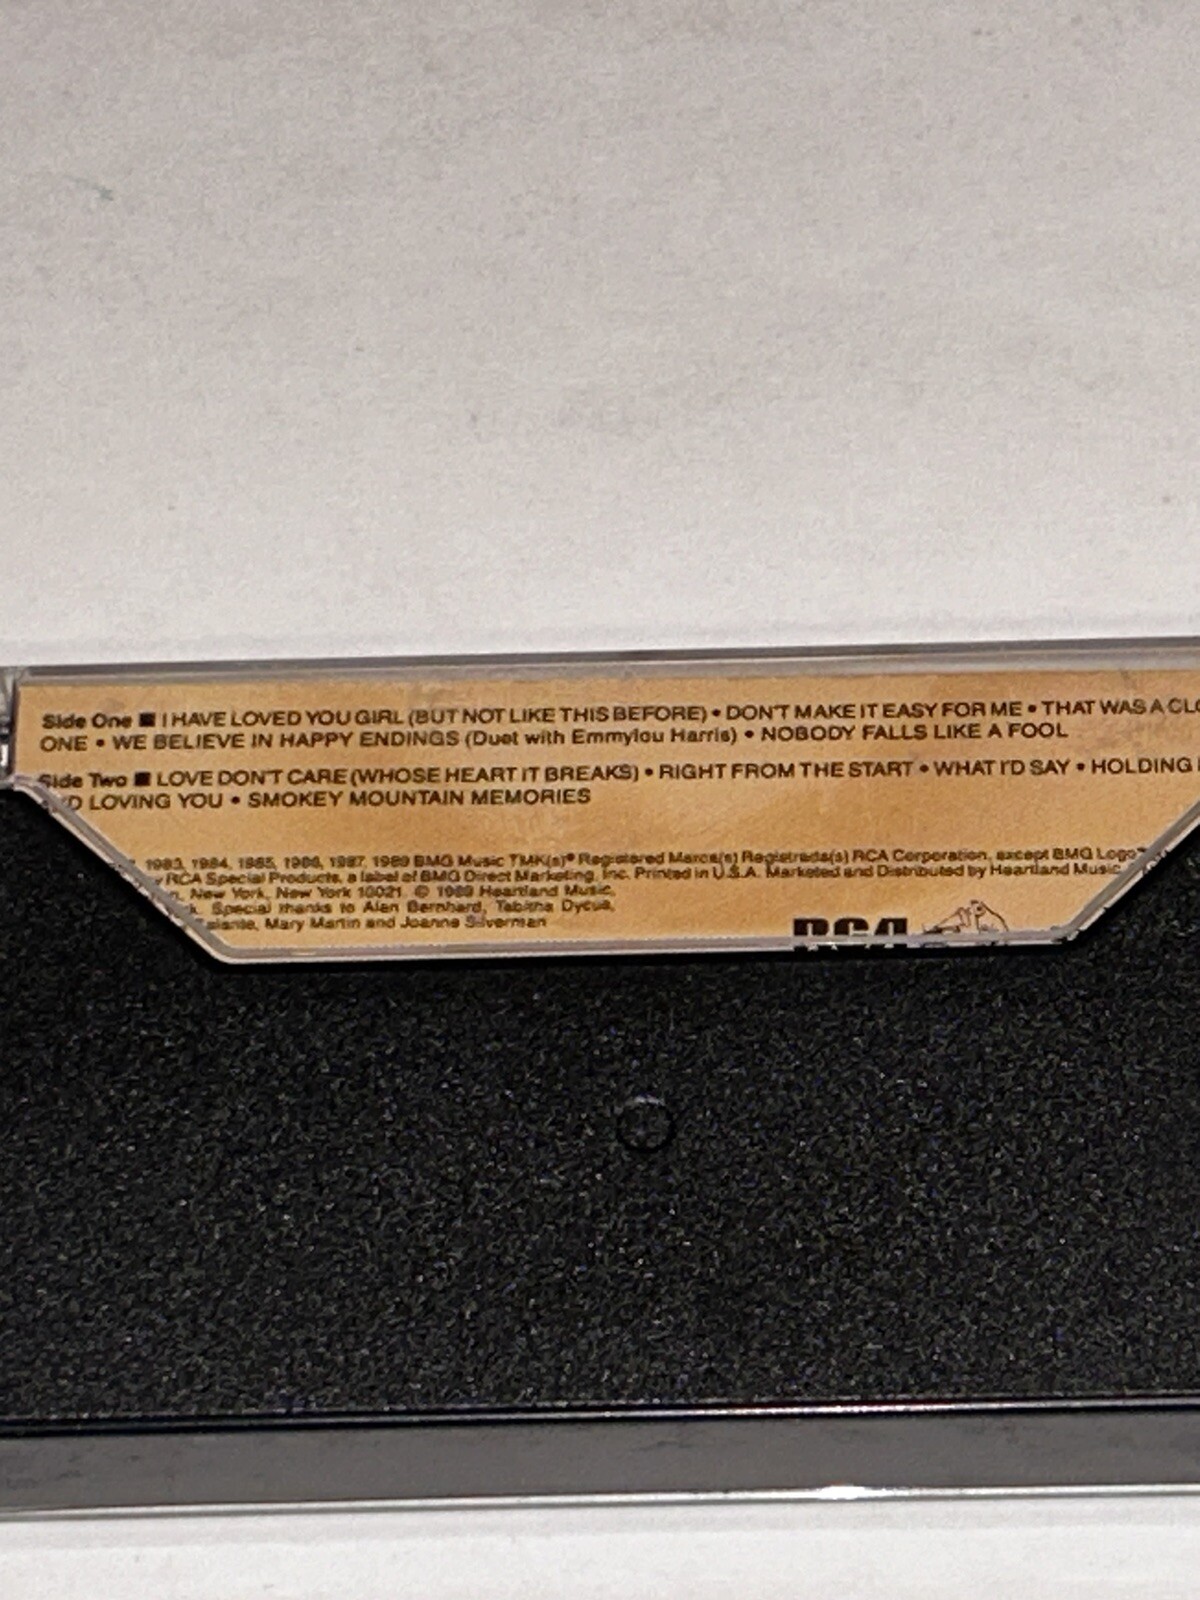 Side One ■ I HAVE LOVED YOU GIRL (BUT NOT LIKE THIS BEFORE) • DON'T MAKE IT EASY FOR ME • THAT WAS A CLO
ONE • WE BELIEVE IN HAPPY ENDINGS (Duet with Emmylou Harris) • NOBODY FALLS LIKE A FOOL
Side Two ■ LOVE DON'T CARE (WHOSE HEART IT BREAKS) • RIGHT FROM THE START • WHAT I'D SAY • HOLDING
D LOVING YOU • SMOKEY MOUNTAIN MEMORIES
1983, 1984, 1985, 1986, 1987, 1989 BMG Music TMK(s)® Registered Marca(s) Registrada(s) RCA Corporation, except BMG Logo
y RCA Special Products, a label of BMG Direct Marketing, Inc. Printed in U.S.A. Marketed and Distributed by Heartland Music,
n, New York, New York 10021. © 1989 Heartland Music,
k. Special thanks to Alan Bernhard, Tabitha Dycus,
Mary Martin and Joanne Silverman
RCA